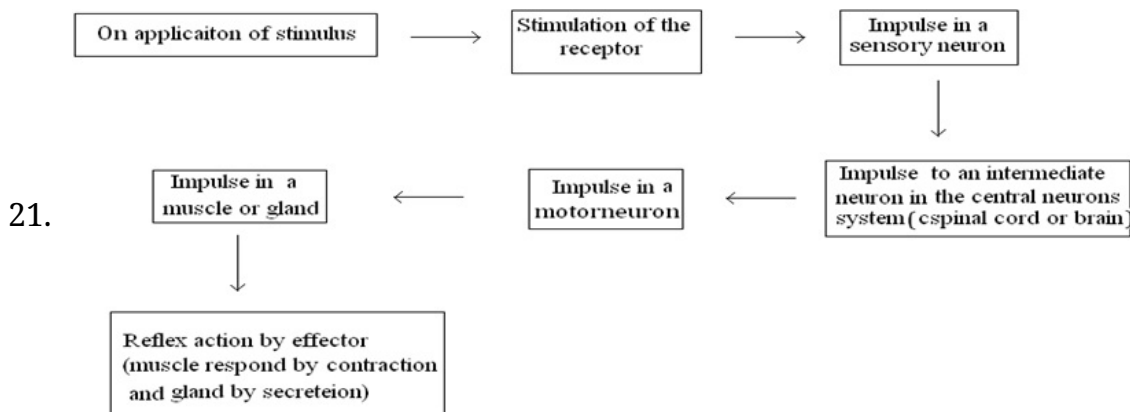 On applicaiton of stimulus
Stimulation of the
receptor
Impulse in a
sensory neuron
Impulse to an intermediate
neuron in the central neurons
system(cspinal cord or brain)
Impulse in a
motorneuron
Impulse in a
muscle or gland
21.
Reflex action by effector
(muscle respond by contraction
and gland by secreteion)